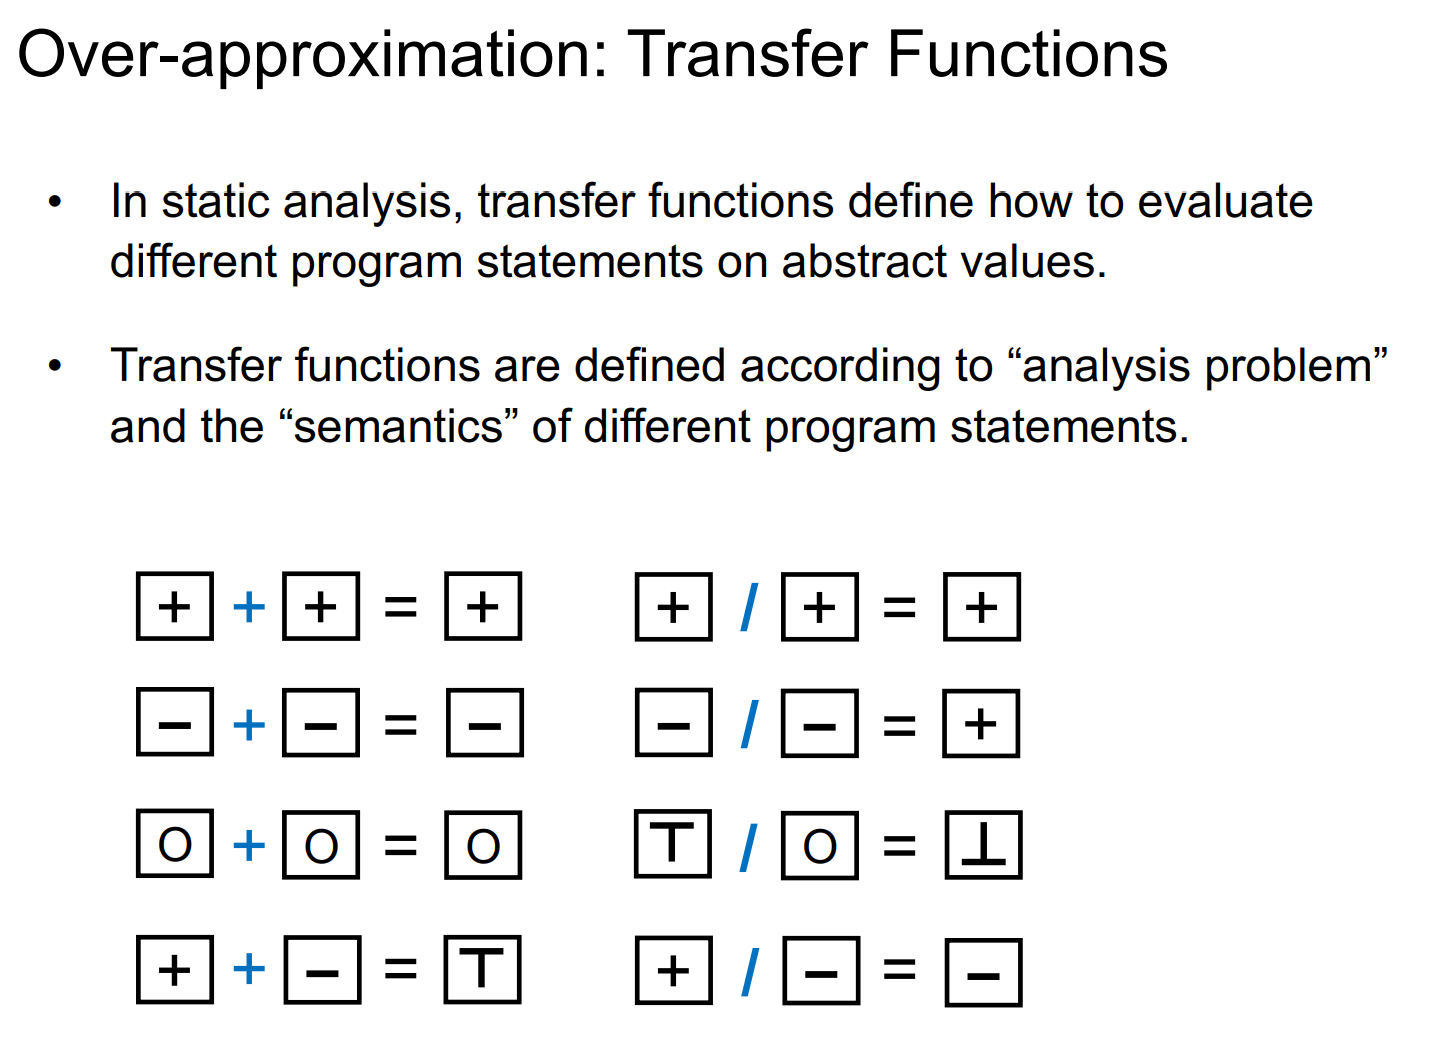 Over-approximation: Transfer Functions
• In static analysis, transfer functions define how to evaluate
different program statements on abstract values.
• Transfer functions are defined according to “analysis problem”
and the “semantics” of different program statements.
+ + + = + + / + = +
− + − = − − / − = +
O + O = O ⊤ / O = ⊥
+ + − = ⊤ + / − = −